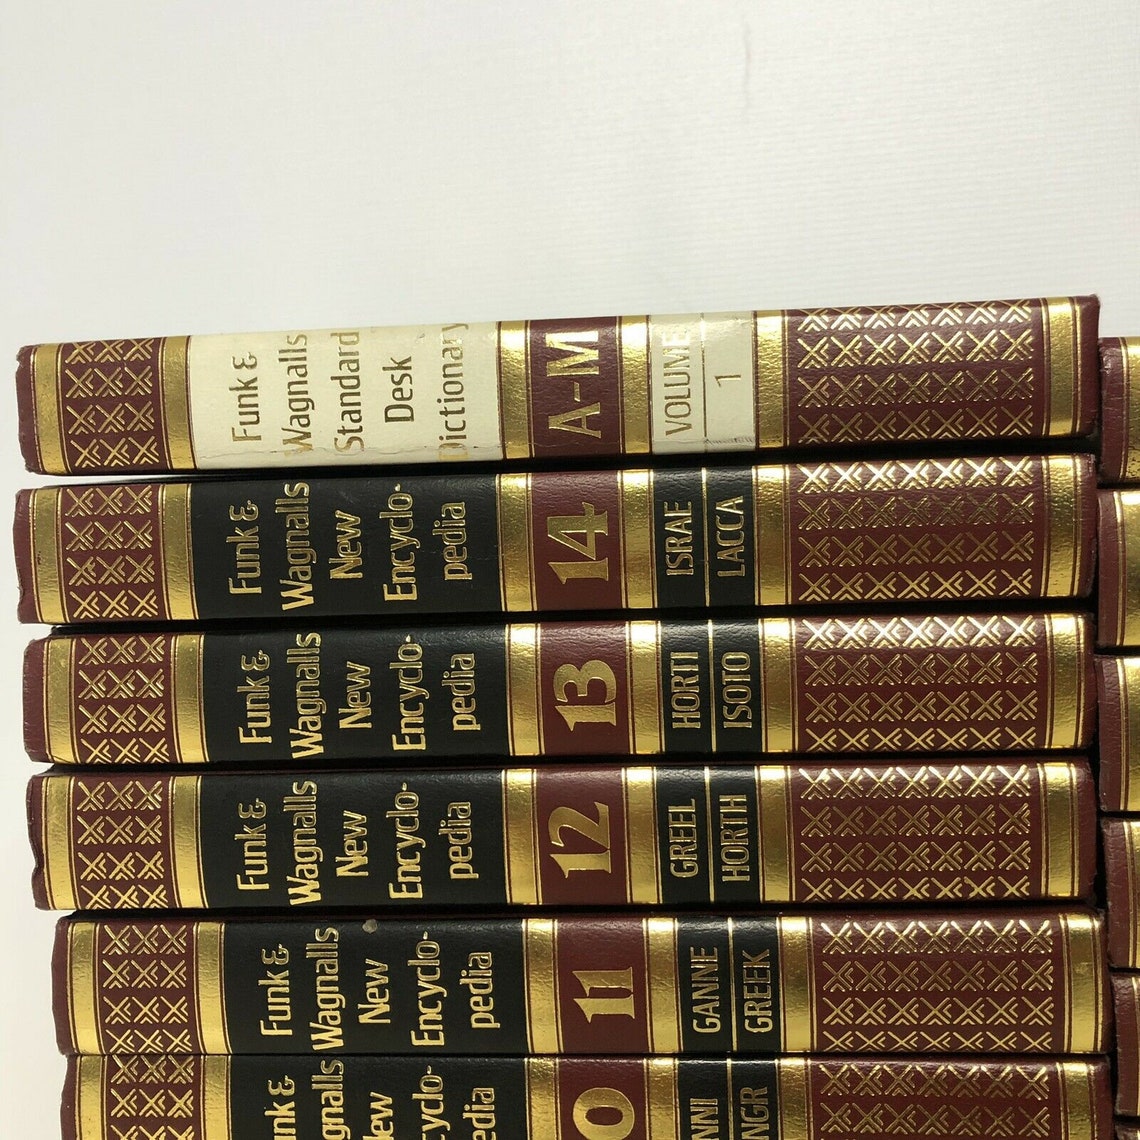 Funk &
Wagnalls
Standard
Desk
Dictionary
A-M
VOLUME
1
Funk &
Wagnalls
New
Encyclo-
pedia
14
ISRAE
LACCA
Funk &
Wagnalls
New
Encyclo-
pedia
13
HORTI
ISOTO
Funk &
Wagnalls
New
Encyclo-
pedia
12
GREEL
HORTH
Funk &
Wagnalls
New
Encyclo-
pedia
11
GANNE
GREEK